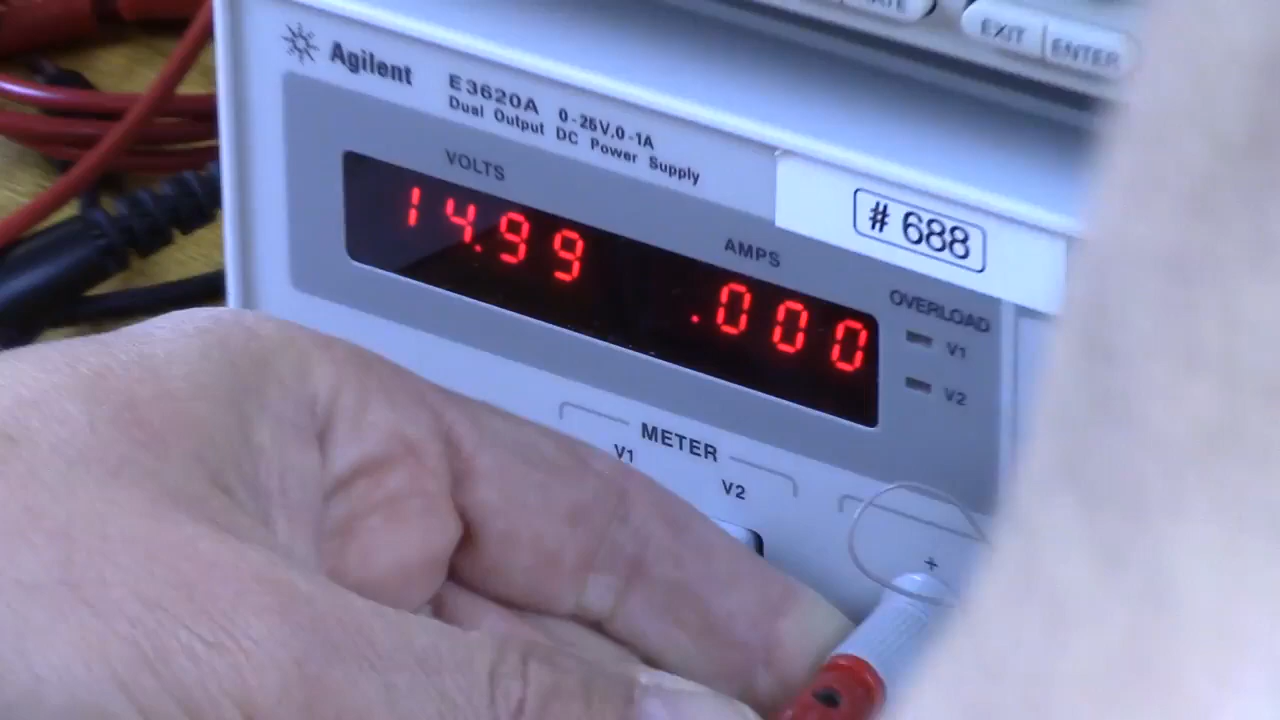 EXIT ENTER
Agilent
E3620A 0-25V,0-1A
Dual Output DC Power Supply
VOLTS
14.99
# 688
AMPS
.000
OVERLOAD
V1
V2
METER
V1
V2
+